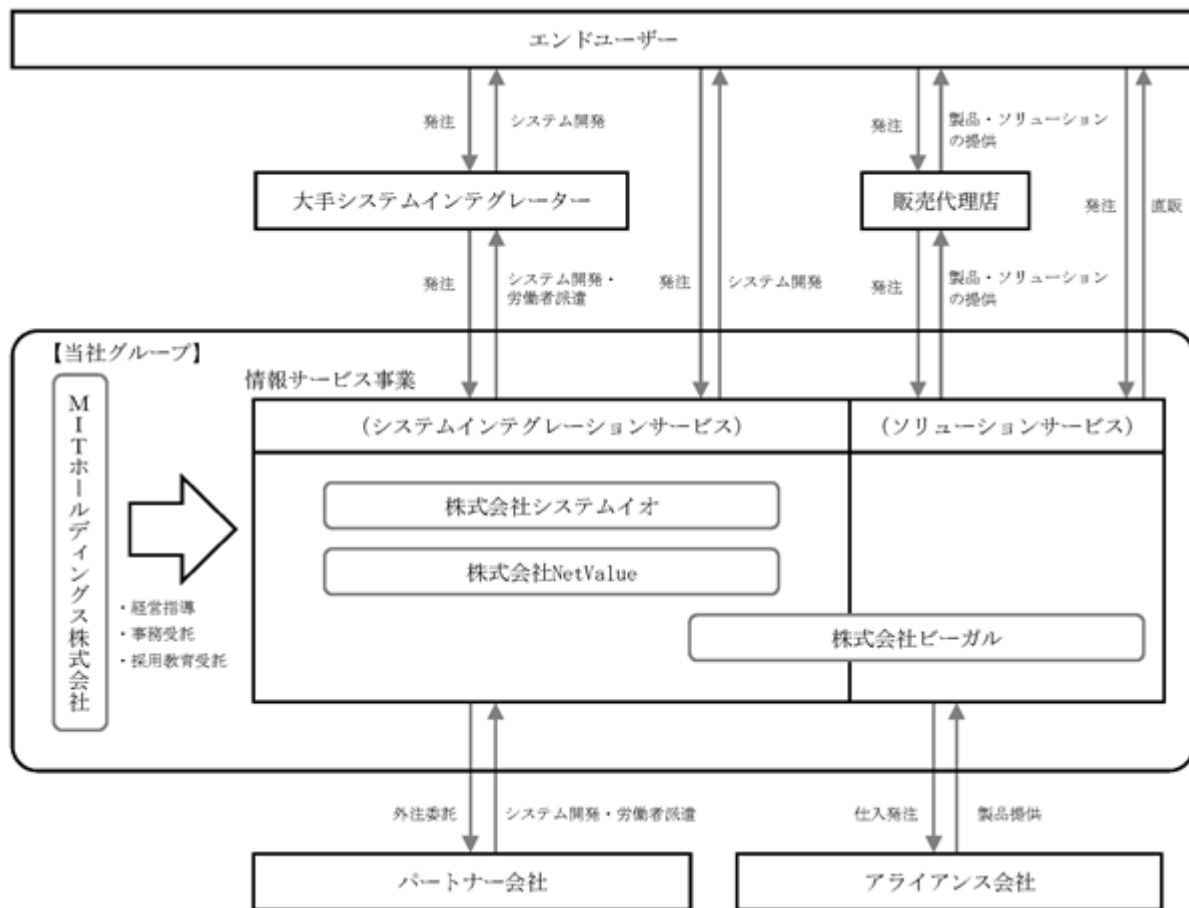 エンドユーザー
発注
システム開発
発注
製品・ソリューション
の提供
大手システムインテグレーター
販売代理店
発注
直販
発注
システム開発・
労働者派遣
発注
システム開発
発注
製品・ソリューション
の提供
【当社グループ】
情報サービス事業
MITホールディングス株式会社
(システムインテグレーションサービス)
(ソリューションサービス)
株式会社システムイオ
株式会社NetValue
株式会社ビーガル
・経営指導
・事務受託
・採用教育受託
外注委託
システム開発・労働者派遣
仕入発注
製品提供
パートナー会社
アライアンス会社